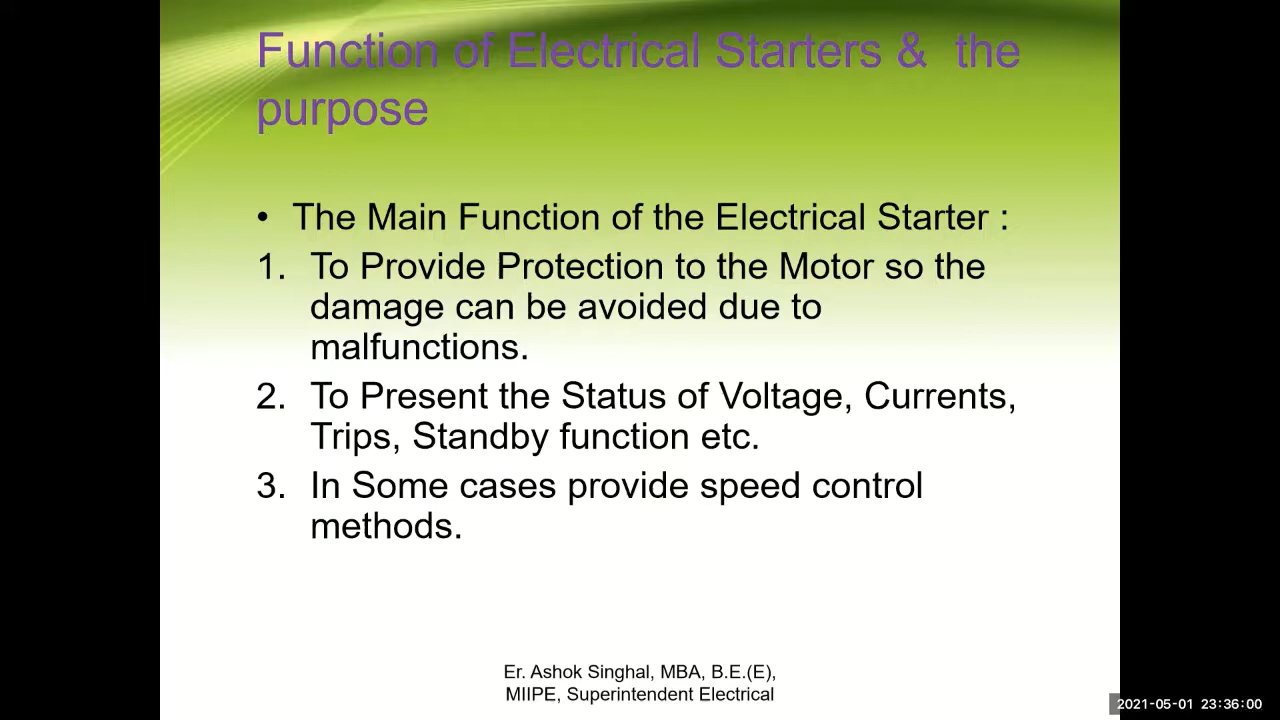 Function of Electrical Starters & the
purpose
• The Main Function of the Electrical Starter :
1. To Provide Protection to the Motor so the
damage can be avoided due to
malfunctions.
2. To Present the Status of Voltage, Currents,
Trips, Standby function etc.
3. In Some cases provide speed control
methods.
Er. Ashok Singhal, MBA, B.E.(E),
MIIPE, Superintendent Electrical
2021-05-01 23:36:00